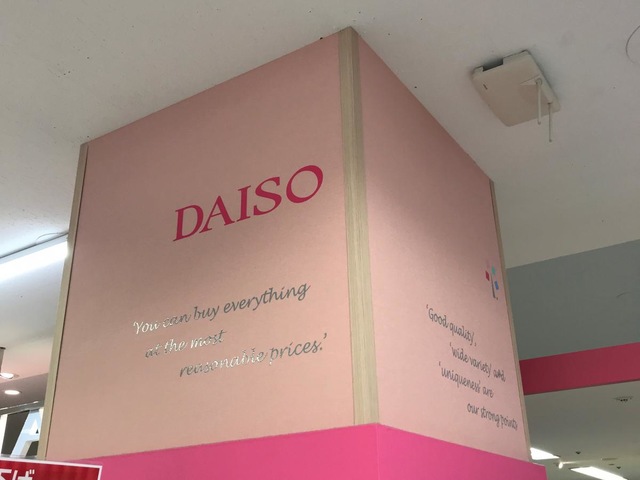 DAISO
'You can buy everything
at the most
reasonable prices.'
'Good quality',
'wide variety' and
'uniqueness' are
our strong points
げ